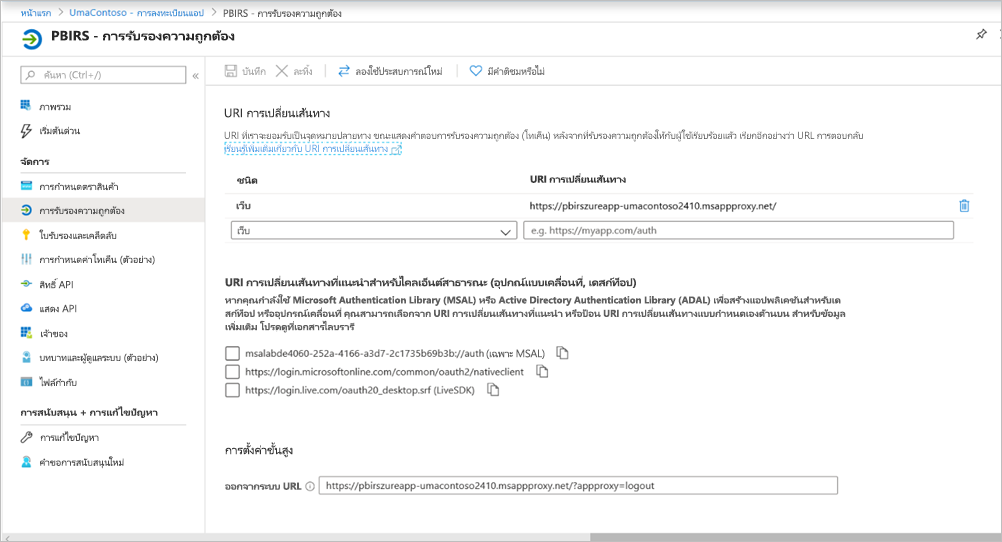 หน้าแรก > UmaContoso - การลงทะเบียนแอป > PBIRS - การรับรองความถูกต้อง
PBIRS - การรับรองความถูกต้อง
ค้นหา (Ctrl+/)
«
ภาพรวม
เริ่มต้นด่วน
จัดการ
การกำหนดตราสินค้า
การรับรองความถูกต้อง
ใบรับรองและเคล็ดลับ
การกำหนดค่าโทเค็น (ตัวอย่าง)
สิทธิ์ API
แสดง API
เจ้าของ
บทบาทและผู้ดูแลระบบ (ตัวอย่าง)
ไฟล์กำกับ
การสนับสนุน + การแก้ไขปัญหา
การแก้ไขปัญหา
คำขอการสนับสนุนใหม่
บันทึก ละทิ้ง ลองใช้ประสบการณ์ใหม่ มีคำติชมหรือไม่
URI การเปลี่ยนเส้นทาง
URI ที่เราจะยอมรับเป็นจุดหมายปลายทาง ขณะแสดงคำตอบการรับรองความถูกต้อง (โทเค็น) หลังจากที่รับรองความถูกต้องให้กับผู้ใช้เรียบร้อยแล้ว เรียกอีกอย่างว่า URL การตอบกลับ
เรียนรู้เพิ่มเติมเกี่ยวกับ URI การเปลี่ยนเส้นทาง
ชนิด URI การเปลี่ยนเส้นทาง
เว็บ https://pbirszureapp-umacontoso2410.msappproxy.net/
เว็บ e.g. https://myapp.com/auth
URI การเปลี่ยนเส้นทางที่แนะนำสำหรับไคลเอ็นต์สาธารณะ (อุปกรณ์แบบเคลื่อนที่, เดสก์ท็อป)
หากคุณกำลังใช้ Microsoft Authentication Library (MSAL) หรือ Active Directory Authentication Library (ADAL) เพื่อสร้างแอปพลิเคชันสำหรับเด
สก์ท็อป หรืออุปกรณ์เคลื่อนที่ คุณสามารถเลือกจาก URI การเปลี่ยนเส้นทางที่แนะนำ หรือป้อน URI การเปลี่ยนเส้นทางแบบกำหนดเองด้านบน สำหรับข้อมูล
เพิ่มเติม โปรดดูที่เอกสารไลบรารี
msalabde4060-252a-4166-a3d7-2c1735b69b3b://auth (เฉพาะ MSAL)
https://login.microsoftonline.com/common/oauth2/nativeclient
https://login.live.com/oauth20_desktop.srf (LiveSDK)
การตั้งค่าขั้นสูง
ออกจากระบบ URL https://pbirszureapp-umacontoso2410.msappproxy.net/?appproxy=logout